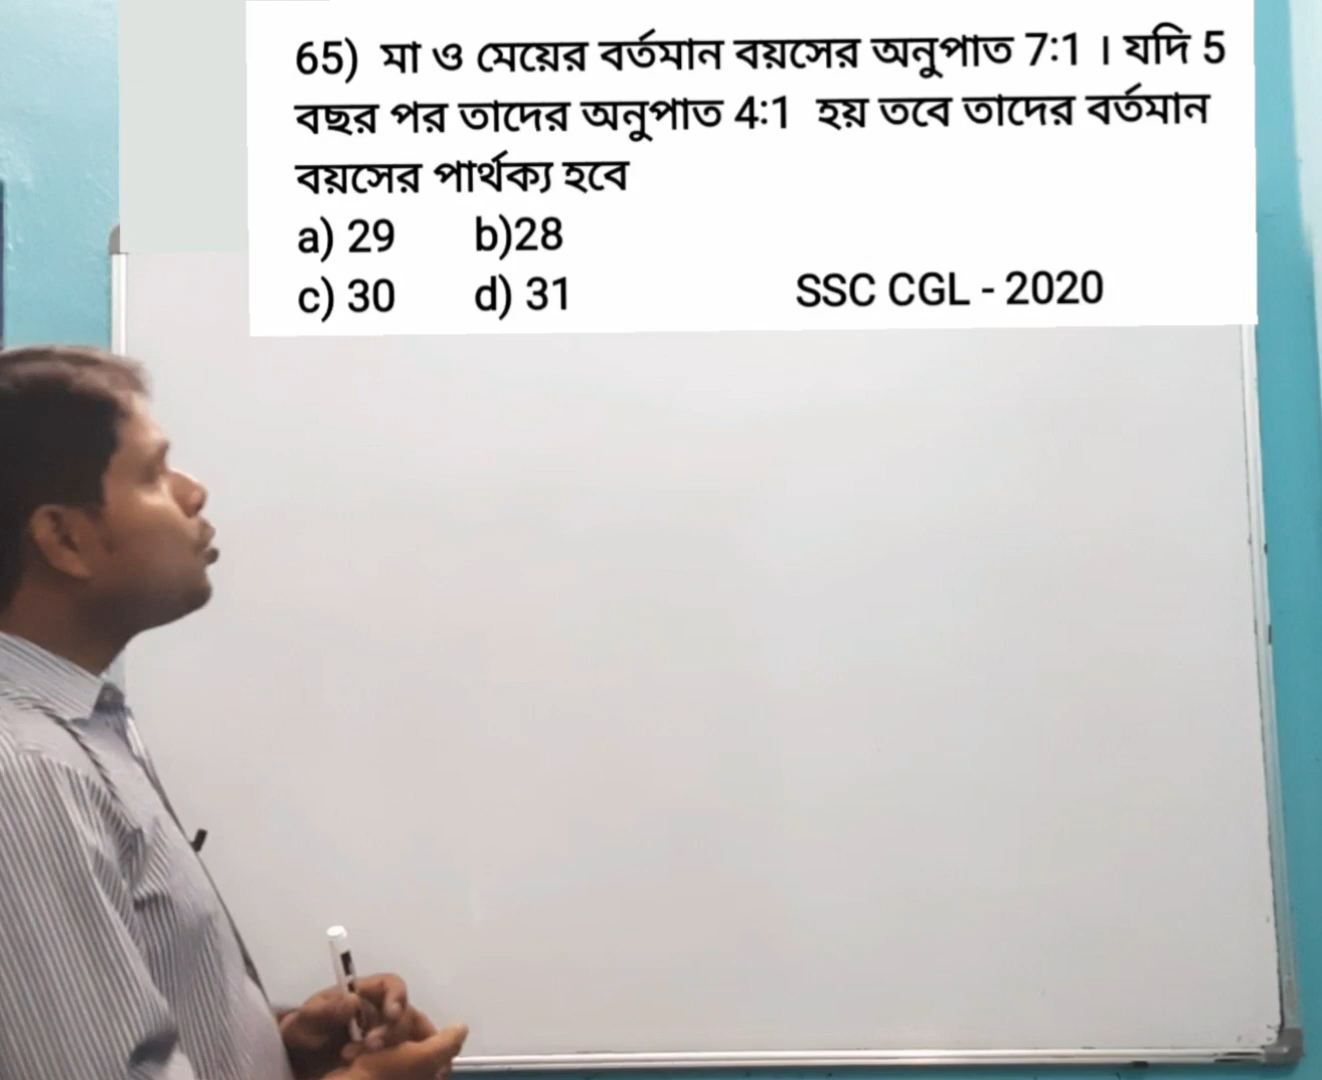 65) মা ও মেয়ের বর্তমান বয়সের অনুপাত 7:1 । যদি 5
বছর পর তাদের অনুপাত 4:1 হয় তবে তাদের বর্তমান
বয়সের পার্থক্য হবে
a) 29 b)28
c) 30 d) 31 SSC CGL - 2020